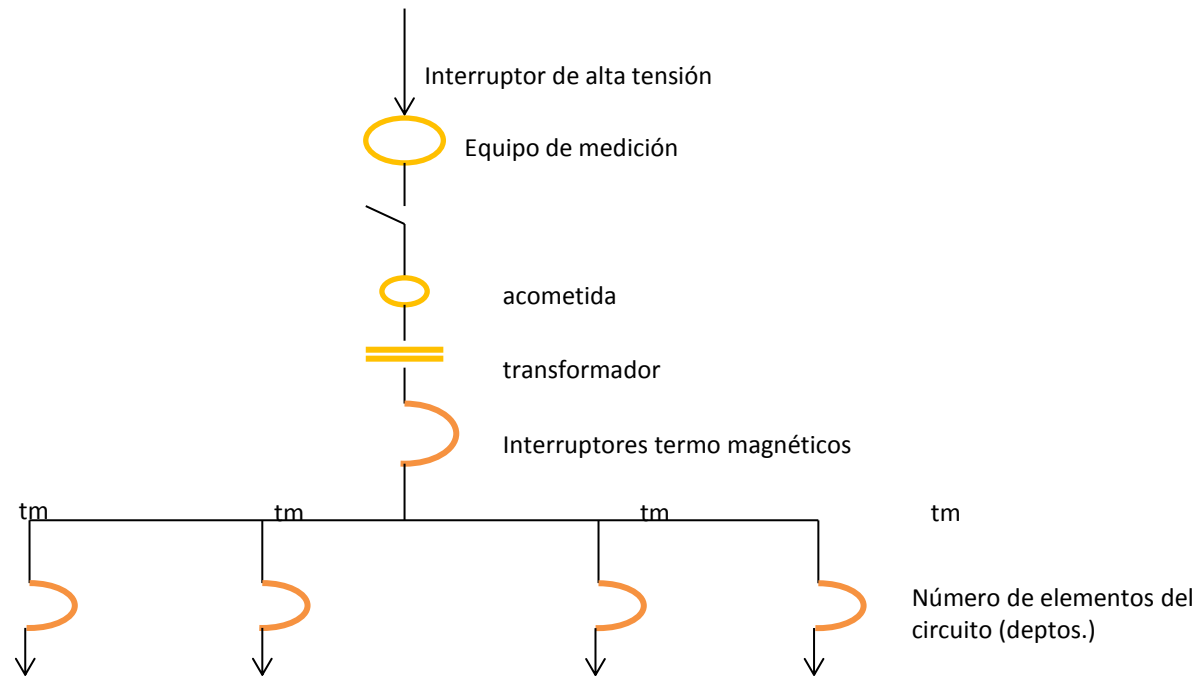 Interruptor de alta tensión
Equipo de medición
acometida
transformador
Interruptores termo magnéticos
tm
tm
tm
tm
Número de elementos del
circuito (deptos.)